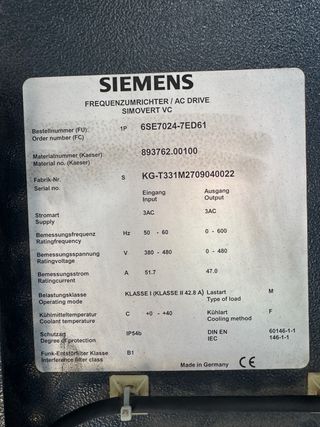 SIEMENS
FREQUENZUMRICHTER / AC DRIVE
SIMOVERT VC
Bestellnummer (FU): 1P 6SE7024-7ED61
Order number (FC)
Materialnummer (Kaeser): 893762.00100
Material no. (Kaeser)
Fabrik-Nr. S KG-T331M2709040022
Serial no.
Eingang Ausgang
Input Output
Stromart 3AC 3AC
Supply
Bemessungsfrequenz Hz 50 - 60 0 - 600
Ratingfrequency
Bemessungsspannung V 380 - 480 0 - 480
Ratingvoltage
Bemessungsstrom A 51.7 47.0
Ratingcurrent
Belastungsklasse KLASSE I (KLASSE II 42.8 A) Lastart M
Operating mode Type of load
Kühlmitteltemperatur C +0 - +40 Kühlart F
Coolant temperature Cooling method
Schutzart IP54b DIN EN 60146-1-1
Degree of protection IEC 146-1-1
Funk-Entstörfilter Klasse B1
Interference filter class
Made in Germany CE